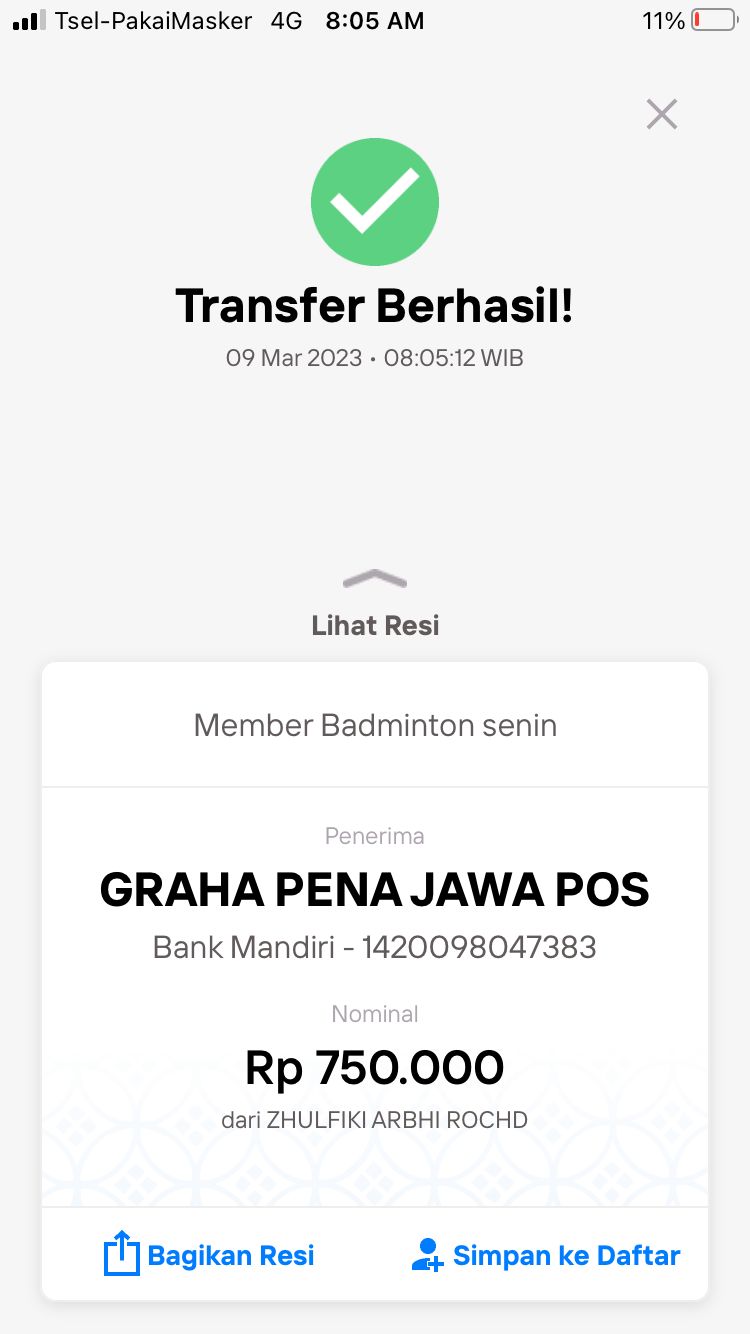 Tsel-PakaiMasker 4G 8:05 AM 11%
Transfer Berhasil!
09 Mar 2023 • 08:05:12 WIB
Lihat Resi
Member Badminton senin
Penerima
GRAHA PENA JAWA POS
Bank Mandiri - 1420098047383
Nominal
Rp 750.000
dari ZHULFIKI ARBHI ROCHD
Bagikan Resi Simpan ke Daftar